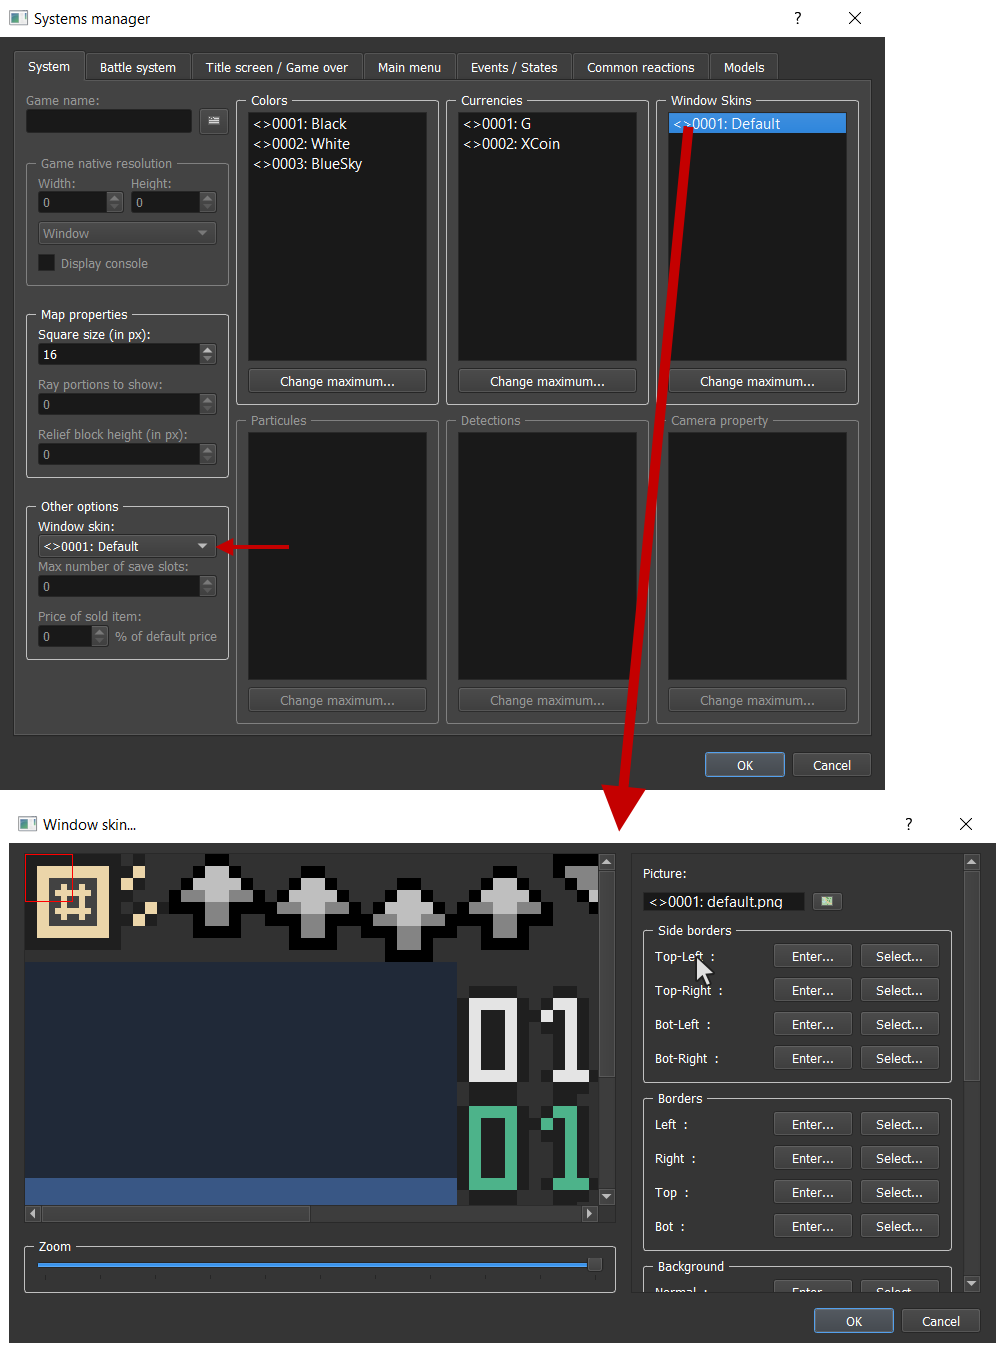 Systems manager
?
System
Battle system
Title screen / Game over
Main menu
Events / States
Common reactions
Models
Game name:
Game native resolution
Width:
Height:
0
0
Window
Display console
Map properties
Square size (in px):
16
Ray portions to show:
0
Relief block height (in px):
0
Other options
Window skin:
<>0001: Default
Max number of save slots:
0
Price of sold item:
0
% of default price
Colors
<>0001: Black
<>0002: White
<>0003: BlueSky
Change maximum...
Currencies
<>0001: G
<>0002: XCoin
Change maximum...
Window Skins
<>0001: Default
Change maximum...
Particules
Change maximum...
Detections
Change maximum...
Camera property
Change maximum...
OK
Cancel
Window skin...
?
01
01
Zoom
Picture:
<>0001: default.png
Side borders
Top-Left :
Enter...
Select...
Top-Right :
Enter...
Select...
Bot-Left :
Enter...
Select...
Bot-Right :
Enter...
Select...
Borders
Left :
Enter...
Select...
Right :
Enter...
Select...
Top :
Enter...
Select...
Bot :
Enter...
Select...
Background
Normal :
Enter...
Select...
OK
Cancel